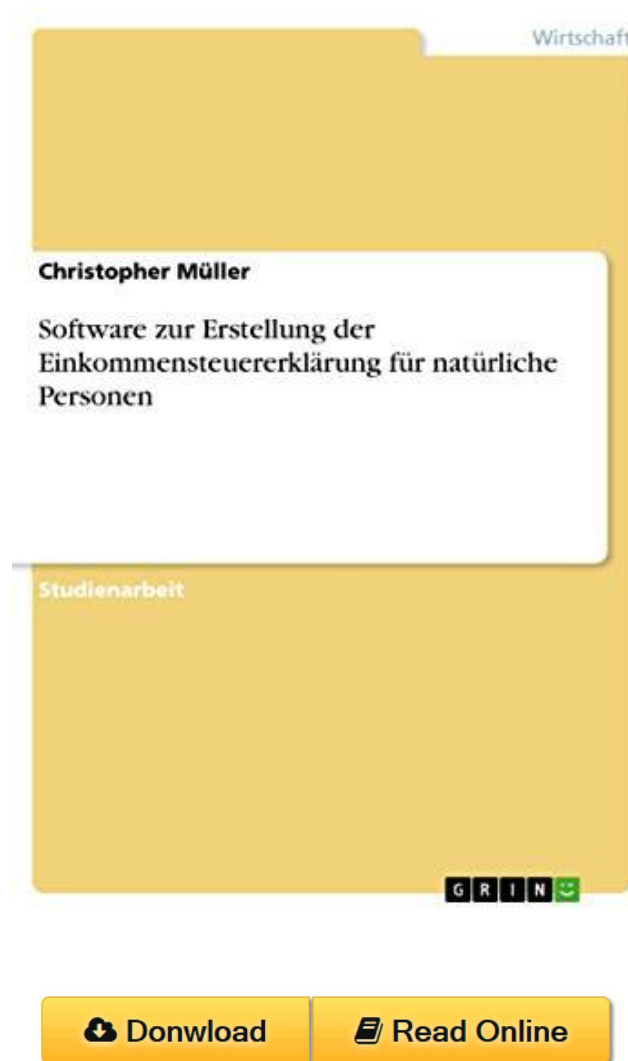 Wirtschaft
Christopher Müller
Software zur Erstellung der
Einkommensteuererklärung für natürliche
Personen
Studienarbeit
GRIN
Donwload
Read Online